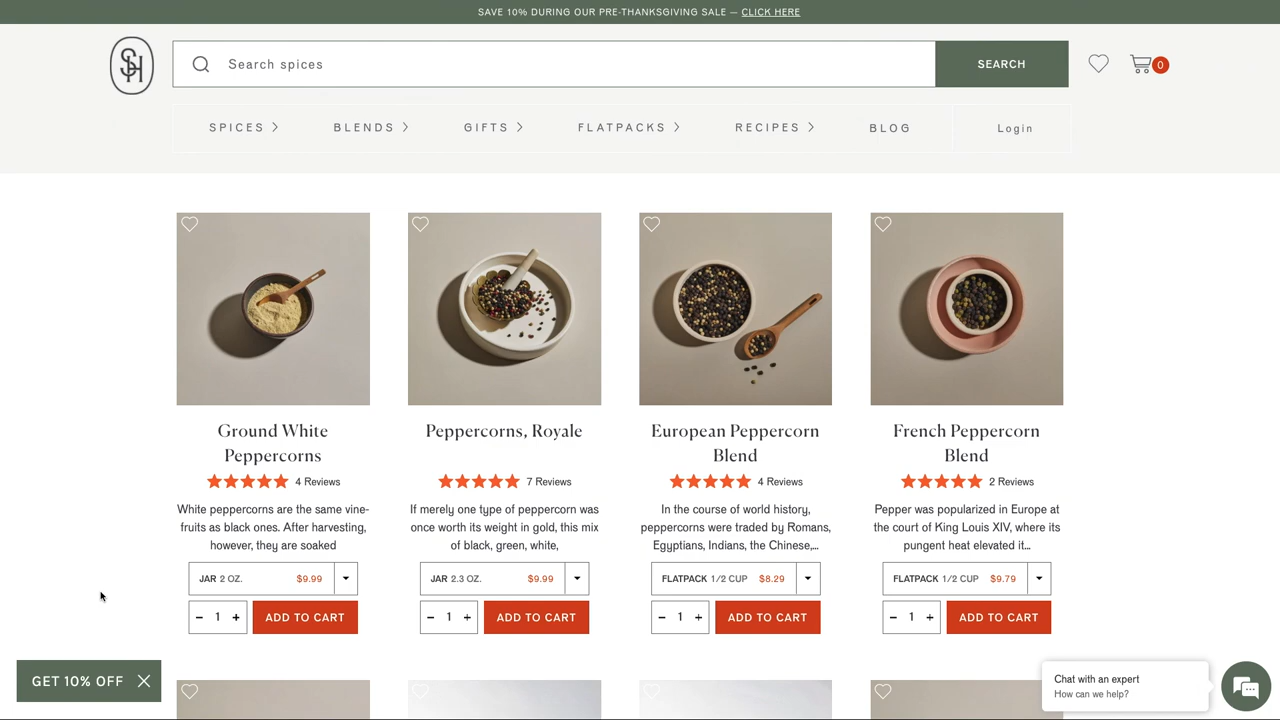 SAVE 10% DURING OUR PRE-THANKSGIVING SALE — CLICK HERE
SH
Search spices
SEARCH
0
SPICES
BLENDS
GIFTS
FLATPACKS
RECIPES
BLOG
Login
Ground White
Peppercorns
4 Reviews
White peppercorns are the same vine-
fruits as black ones. After harvesting,
however, they are soaked
JAR 2 OZ. $9.99
− 1 +
ADD TO CART
Peppercorns, Royale
7 Reviews
If merely one type of peppercorn was
once worth its weight in gold, this mix
of black, green, white,
JAR 2.3 OZ. $9.99
− 1 +
ADD TO CART
European Peppercorn
Blend
4 Reviews
In the course of world history,
peppercorns were traded by Romans,
Egyptians, Indians, the Chinese,...
FLATPACK 1/2 CUP $8.29
− 1 +
ADD TO CART
French Peppercorn
Blend
2 Reviews
Pepper was popularized in Europe at
the court of King Louis XIV, where its
pungent heat elevated it...
FLATPACK 1/2 CUP $9.79
− 1 +
ADD TO CART
GET 10% OFF
Chat with an expert
How can we help?